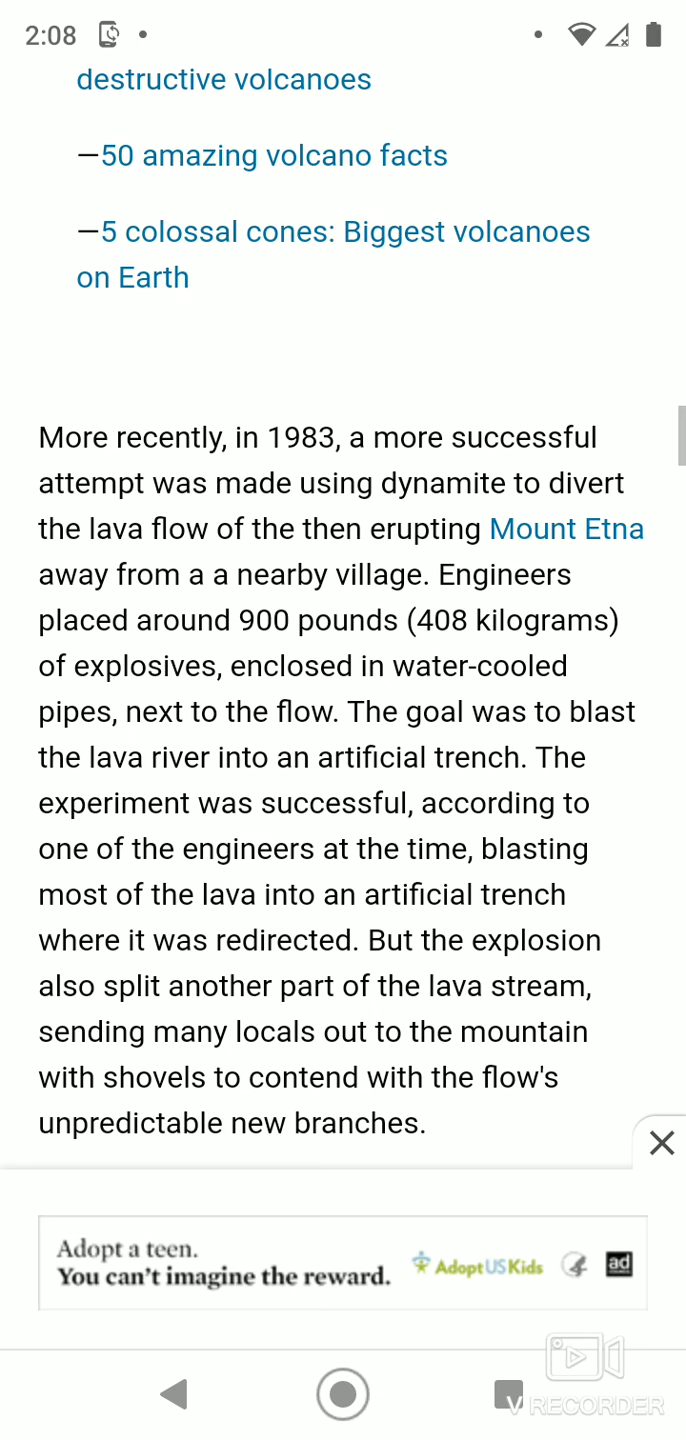 2:08
destructive volcanoes
—50 amazing volcano facts
—5 colossal cones: Biggest volcanoes
on Earth
More recently, in 1983, a more successful
attempt was made using dynamite to divert
the lava flow of the then erupting Mount Etna
away from a a nearby village. Engineers
placed around 900 pounds (408 kilograms)
of explosives, enclosed in water-cooled
pipes, next to the flow. The goal was to blast
the lava river into an artificial trench. The
experiment was successful, according to
one of the engineers at the time, blasting
most of the lava into an artificial trench
where it was redirected. But the explosion
also split another part of the lava stream,
sending many locals out to the mountain
with shovels to contend with the flow's
unpredictable new branches.
Adopt a teen.
You can't imagine the reward.
AdoptUSKids
ad
V RECORDER